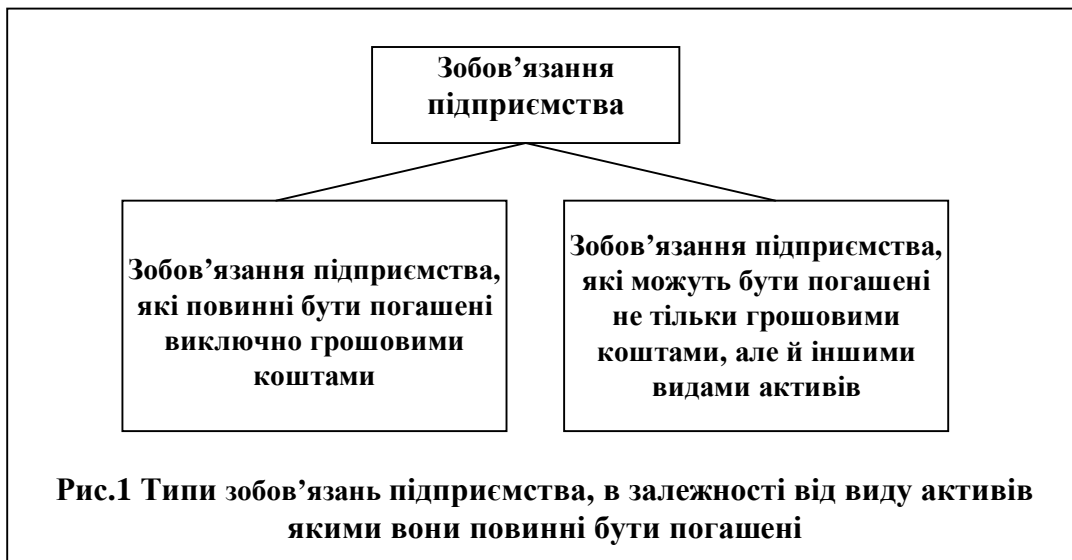 Зобов’язання
підприємства
Зобов’язання підприємства,
які повинні бути погашені
виключно грошовими
коштами
Зобов’язання підприємства,
які можуть бути погашені
не тільки грошовими
коштами, але й іншими
видами активів
Рис.1 Типи зобов’язань підприємства, в залежності від виду активів
якими вони повинні бути погашені